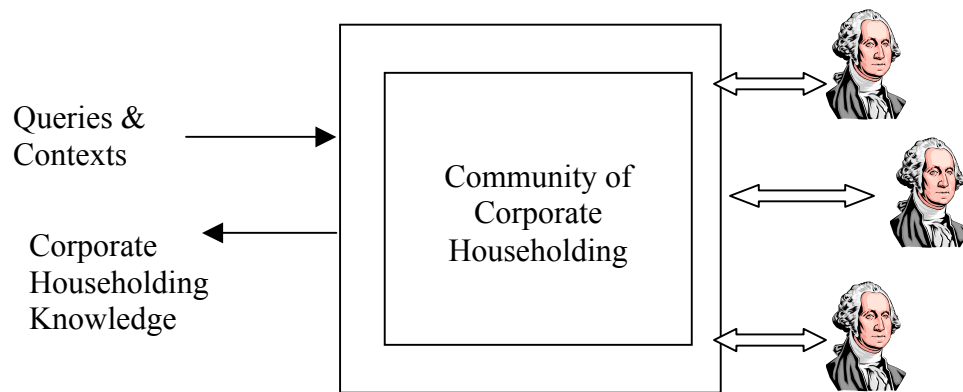 Queries &
Contexts
Community of
Corporate
Householding
Corporate
Householding
Knowledge